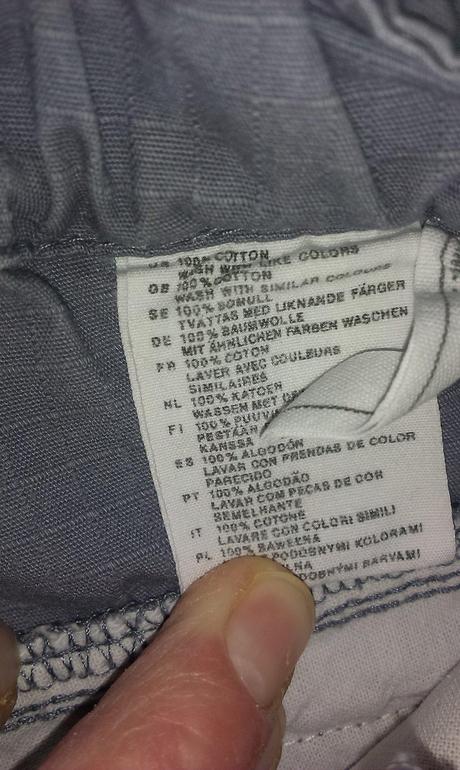 US 100% COTTON
WASH WITH LIKE COLORS
GB 100% COTTON
WASH WITH SIMILAR COLOURS
SE 100% BOMULL
TVÄTTAS MED LIKNANDE FÄRGER
DE 100% BAUMWOLLE
MIT ÄHNLICHEN FARBEN WASCHEN
FR 100% COTON
LAVER AVEC COULEURS
SIMILAIRES
NL 100% KATOEN
WASSEN MET
FI 100%
KANSSA
ES 100% ALGODÓN
LAVAR CON PRENDAS DE COLOR
PARECIDO
PT 100% ALGODÃO
LAVAR COM PEÇAS DE COR
SEMELHANTE
IT 100% COTONE
LAVARE CON COLORI SIMILI
PL 100% BAWEŁNA
PODOBNYMI KOLORAMI
BARVAMI